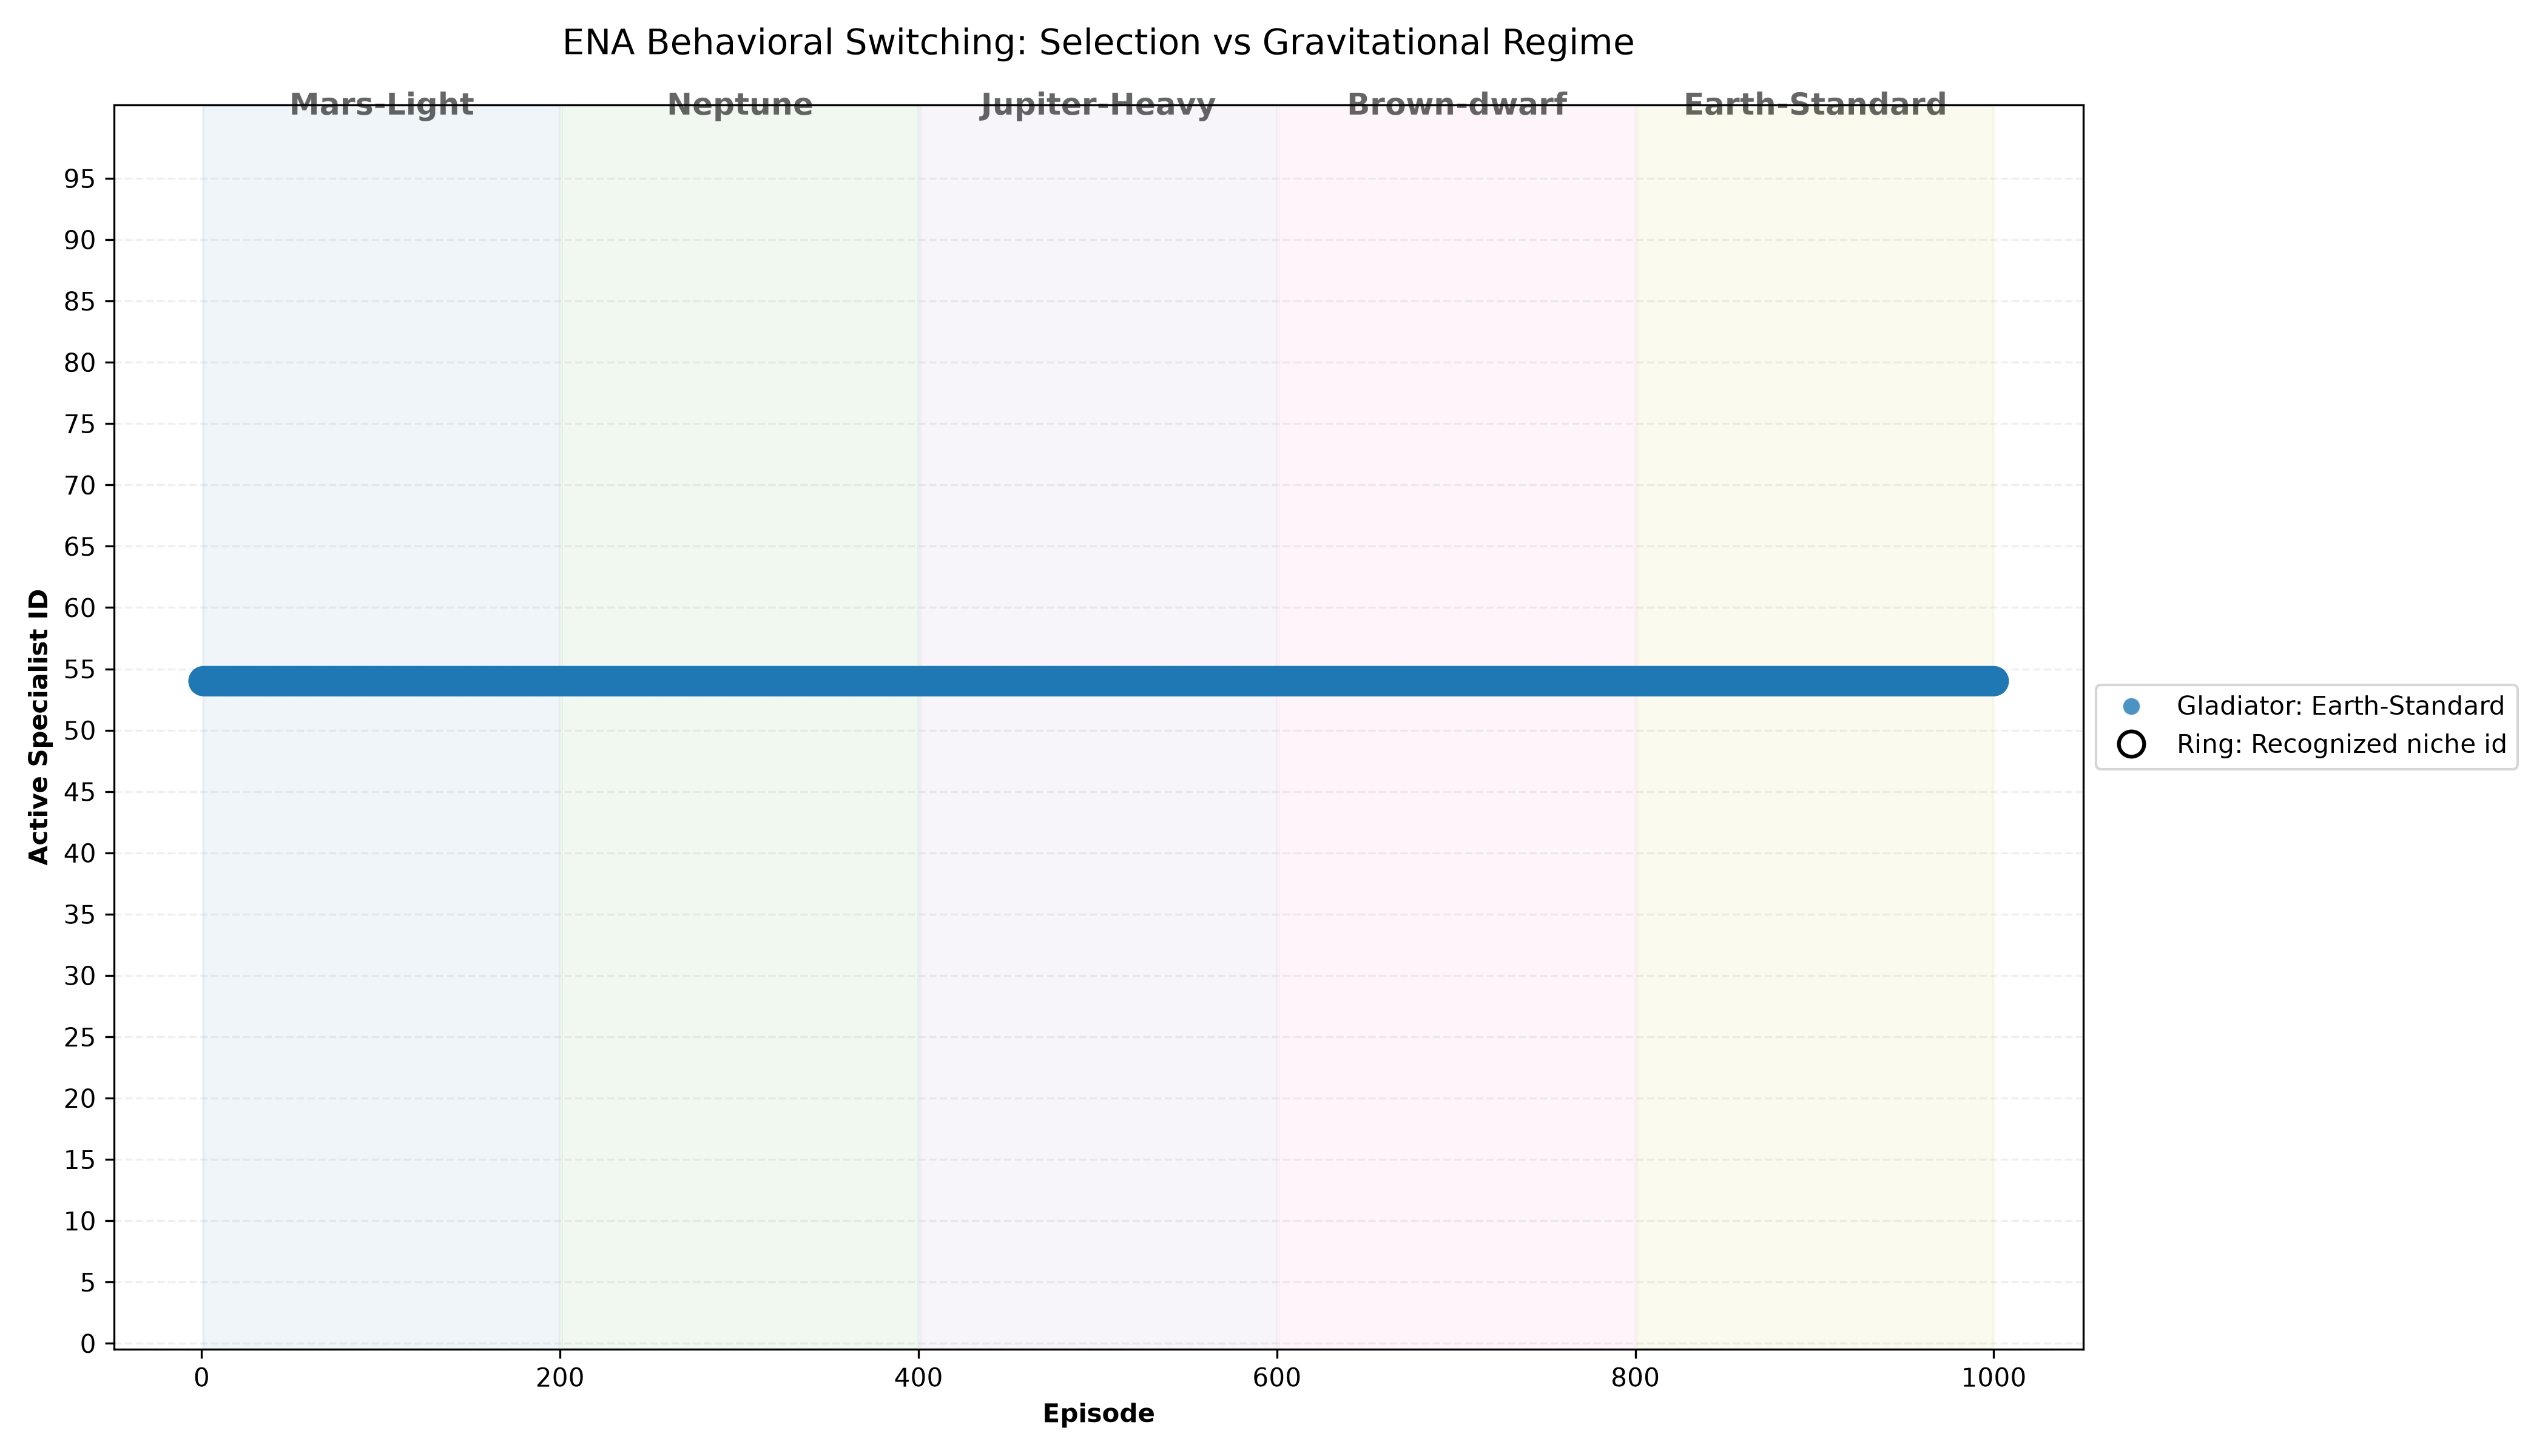 ENA Behavioral Switching: Selection vs Gravitational Regime
Mars-Light Neptune Jupiter-Heavy Brown-dwarf Earth-Standard
95
90
85
80
75
70
65
60
55
50
45
40
35
30
25
20
15
10
5
0
Active Specialist ID
0 200 400 600 800 1000
Episode
Gladiator: Earth-Standard
Ring: Recognized niche id